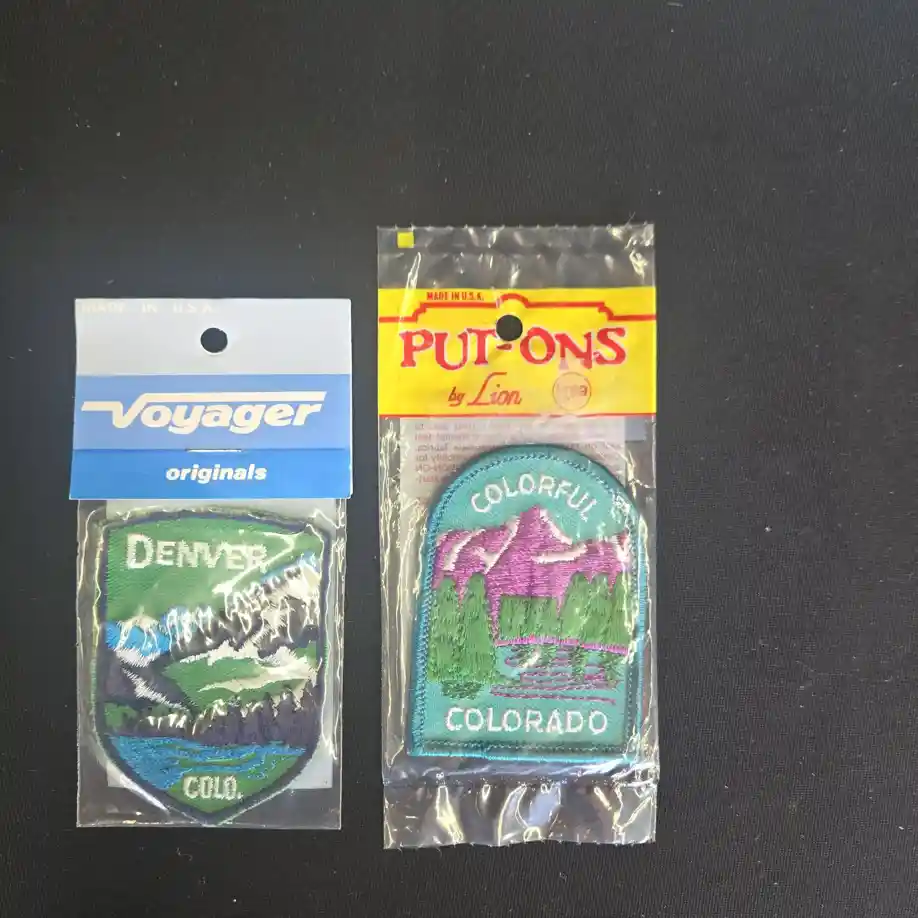 MADE IN U.S.A.
Voyager
originals
DENVER
COLO.
MADE IN U.S.A.
PUT-ONS
by Lion
COLORFUL
COLORADO